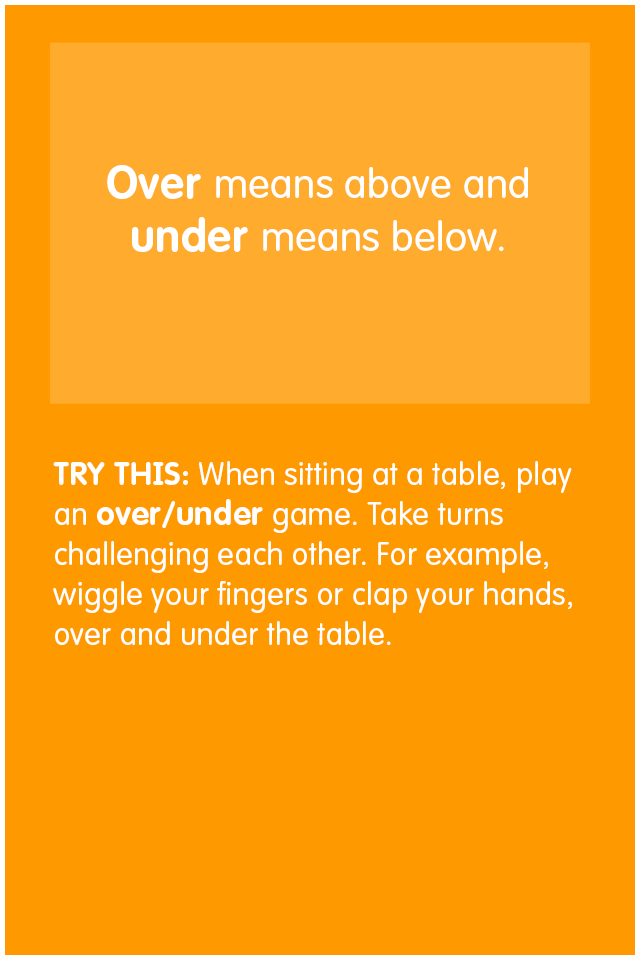 Over means above and
under means below.
TRY THIS: When sitting at a table, play
an over/under game. Take turns
challenging each other. For example,
wiggle your fingers or clap your hands,
over and under the table.